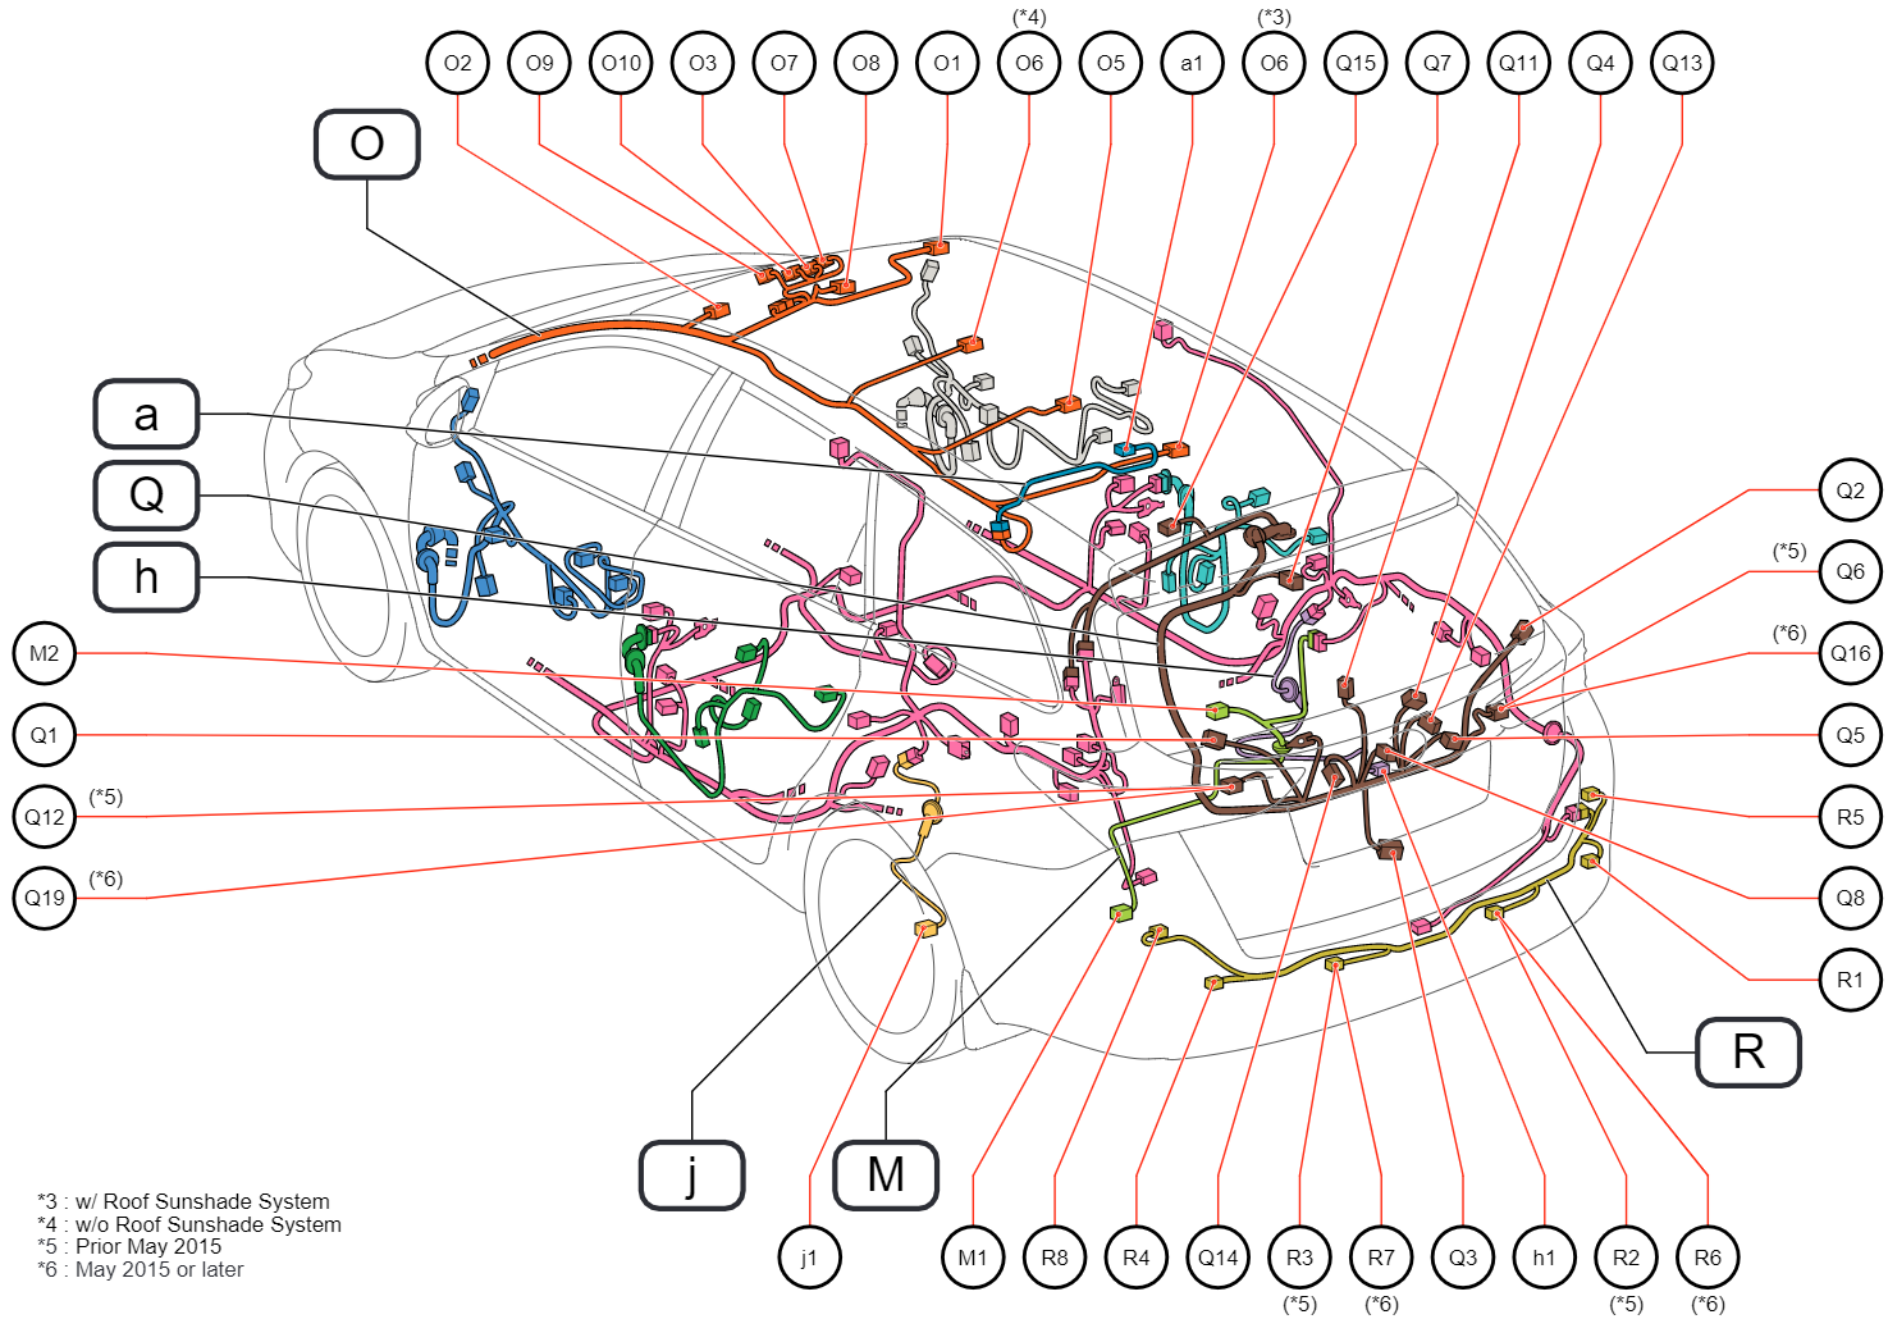 (*4)
(*3)
O2
O9
O10
O3
O7
O8
O1
O6
O5
a1
O6
Q15
Q7
Q11
Q4
Q13
O
a
Q
h
M2
Q1
(*5)
Q12
(*6)
Q19
Q2
(*5)
Q6
(*6)
Q16
Q5
R5
Q8
R1
R
j
M
*3 : w/ Roof Sunshade System
*4 : w/o Roof Sunshade System
*5 : Prior May 2015
*6 : May 2015 or later
j1
M1
R8
R4
Q14
R3
R7
Q3
h1
R2
R6
(*5)
(*6)
(*5)
(*6)